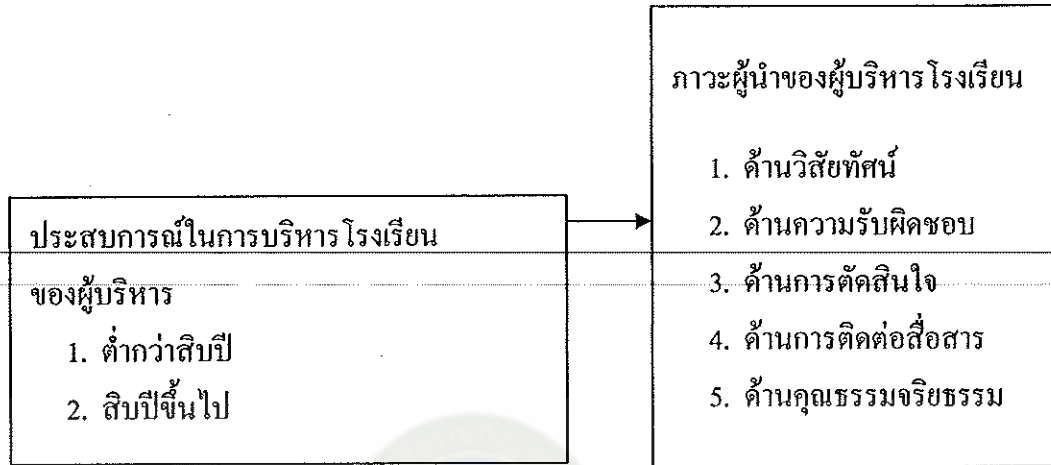 ภาวะผู้นำของผู้บริหารโรงเรียน
1. ด้านวิสัยทัศน์
2. ด้านความรับผิดชอบ
3. ด้านการตัดสินใจ
4. ด้านการติดต่อสื่อสาร
5. ด้านคุณธรรมจริยธรรม
ประสบการณ์ในการบริหารโรงเรียน
ของผู้บริหาร
1. ต่ำกว่าสิบปี
2. สิบปีขึ้นไป